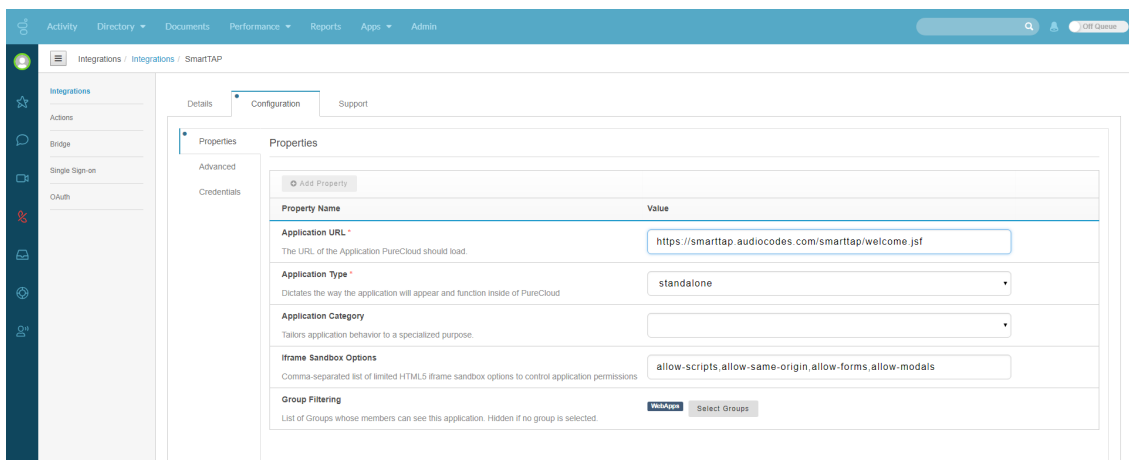 Activity Directory Documents Performance Reports Apps Admin Off Queue
Integrations / Integrations / SmartTAP
Integrations
Actions
Bridge
Single Sign-on
OAuth
Details Configuration Support
Properties
Advanced
Credentials
Properties
Add Property
Property Name Value
Application URL * https://smarttap.audiocodes.com/smarttap/welcome.jsf
The URL of the Application PureCloud should load.
Application Type * standalone
Dictates the way the application will appear and function inside of PureCloud
Application Category
Tailors application behavior to a specialized purpose.
Iframe Sandbox Options allow-scripts,allow-same-origin,allow-forms,allow-modals
Comma-separated list of limited HTML5 iframe sandbox options to control application permissions
Group Filtering WebApps Select Groups
List of Groups whose members can see this application. Hidden if no group is selected.